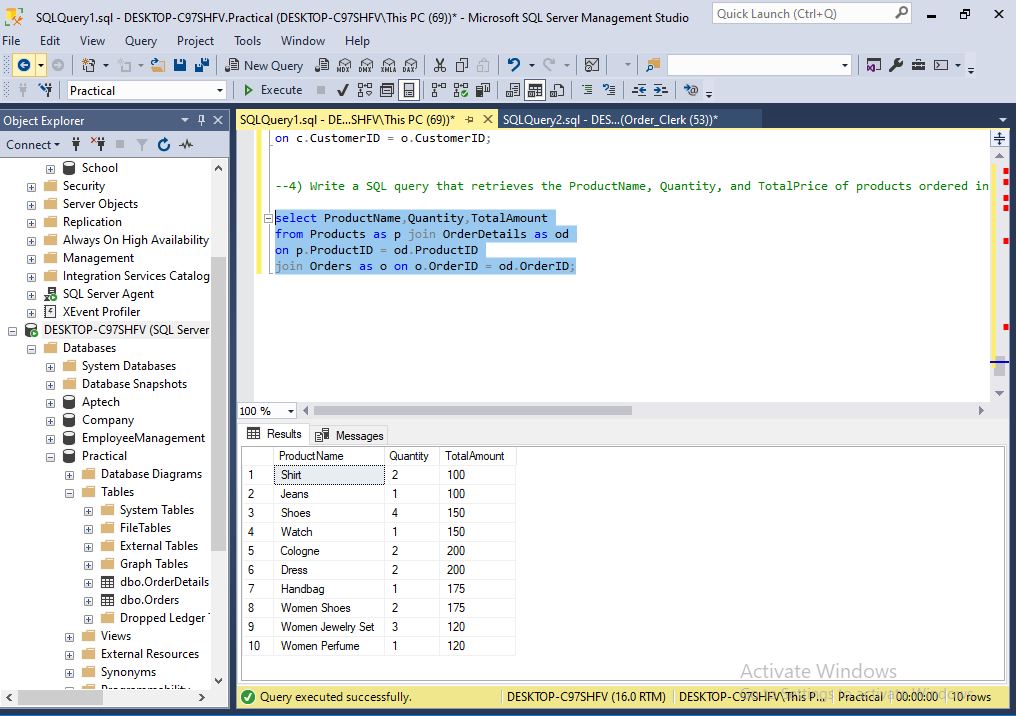 SQLQuery1.sql - DESKTOP-C97SHFV.Practical (DESKTOP-C97SHFV\This PC (69))* - Microsoft SQL Server Management Studio
Quick Launch (Ctrl+Q)
File Edit View Query Project Tools Window Help
New Query MDX DMX XMLA DAX
Practical Execute
Object Explorer
Connect
School
Security
Server Objects
Replication
Always On High Availability
Management
Integration Services Catalog
SQL Server Agent
XEvent Profiler
DESKTOP-C97SHFV (SQL Server
Databases
System Databases
Database Snapshots
Aptech
Company
EmployeeManagement
Practical
Database Diagrams
Tables
System Tables
FileTables
External Tables
Graph Tables
dbo.OrderDetails
dbo.Orders
Dropped Ledger
Views
External Resources
Synonyms
SQLQuery1.sql - DE...SHFV\This PC (69))* SQLQuery2.sql - DES...(Order_Clerk (53))*
on c.CustomerID = o.CustomerID;
--4) Write a SQL query that retrieves the ProductName, Quantity, and TotalPrice of products ordered in
select ProductName,Quantity,TotalAmount
from Products as p join OrderDetails as od
on p.ProductID = od.ProductID
join Orders as o on o.OrderID = od.OrderID;
100 %
Results Messages
ProductName Quantity TotalAmount
1 Shirt 2 100
2 Jeans 1 100
3 Shoes 4 150
4 Watch 1 150
5 Cologne 2 200
6 Dress 2 200
7 Handbag 1 175
8 Women Shoes 2 175
9 Women Jewelry Set 3 120
10 Women Perfume 1 120
Activate Windows
Query executed successfully. DESKTOP-C97SHFV (16.0 RTM) DESKTOP-C97SHFV\This P... Practical 00:00:00 10 rows